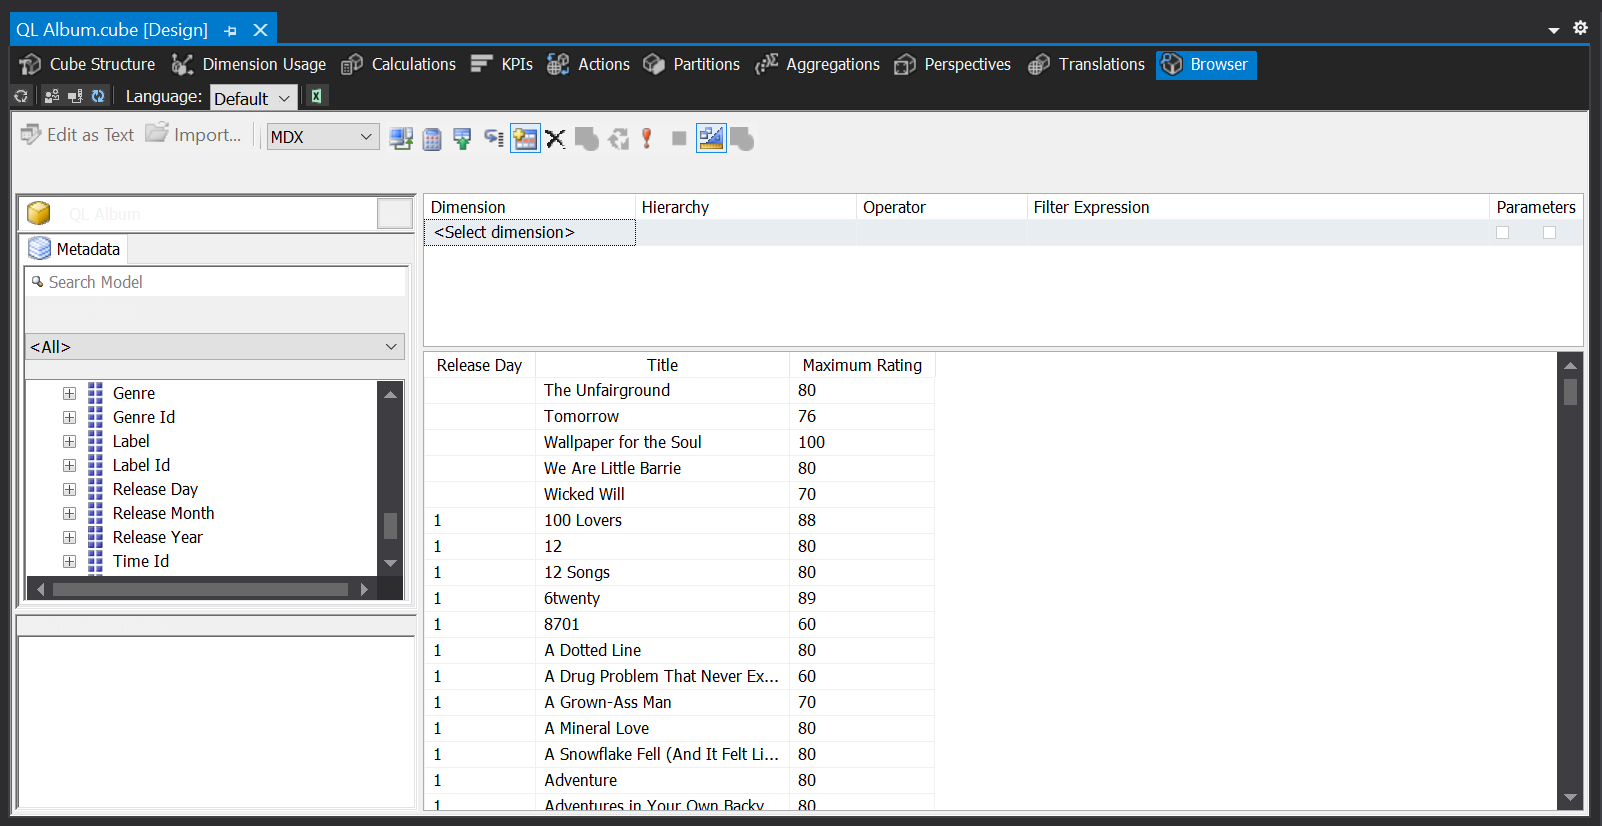 QL Album.cube [Design]
Cube Structure Dimension Usage Calculations KPIs Actions Partitions Aggregations Perspectives Translations Browser
Language: Default
Edit as Text Import... MDX
QL Album
Metadata
Search Model
<All>
Genre
Genre Id
Label
Label Id
Release Day
Release Month
Release Year
Time Id
Dimension Hierarchy Operator Filter Expression Parameters
<Select dimension>
Release Day Title Maximum Rating
The Unfairground 80
Tomorrow 76
Wallpaper for the Soul 100
We Are Little Barrie 80
Wicked Will 70
1 100 Lovers 88
1 12 80
1 12 Songs 80
1 6twenty 89
1 8701 60
1 A Dotted Line 80
1 A Drug Problem That Never Ex... 60
1 A Grown-Ass Man 70
1 A Mineral Love 80
1 A Snowflake Fell (And It Felt Li... 80
1 Adventure 80
1 Adventures in Your Own Backy 80